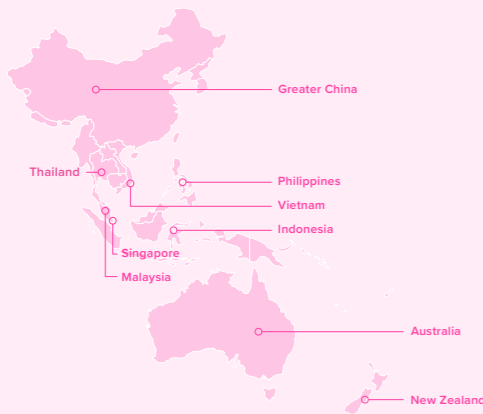 Greater China
Thailand
Philippines
Vietnam
Indonesia
Singapore
Malaysia
Australia
New Zealand